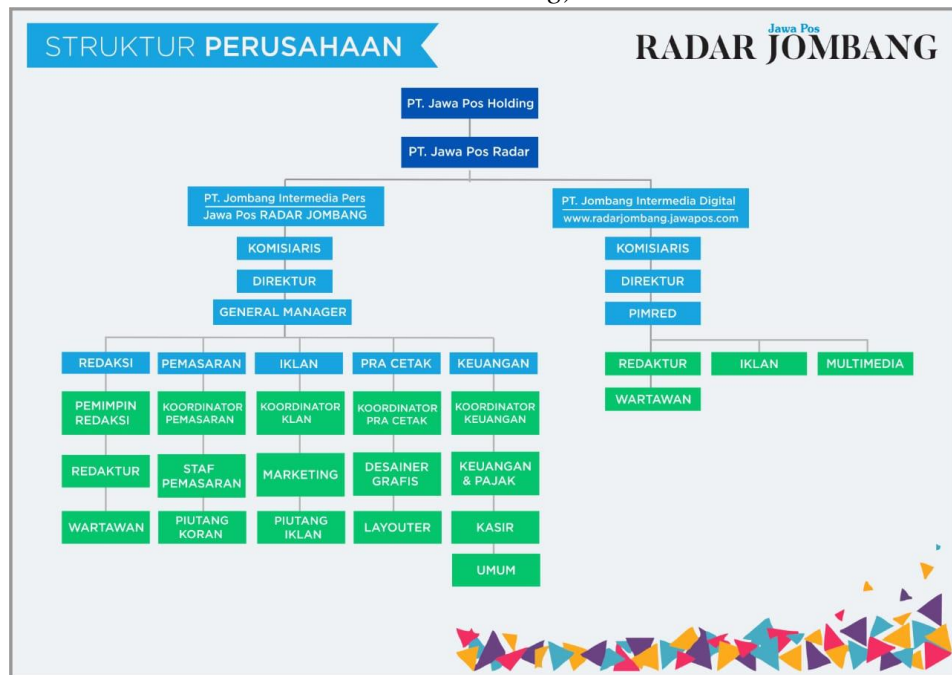 STRUKTUR PERUSAHAAN
Jawa Pos
RADAR JOMBANG
PT. Jawa Pos Holding
PT. Jawa Pos Radar
PT. Jombang Intermedia Pers
Jawa Pos RADAR JOMBANG
KOMISIARIS
DIREKTUR
GENERAL MANAGER
PT. Jombang Intermedia Digital
www.radarjombang.jawapos.com
KOMISIARIS
DIREKTUR
PIMRED
REDAKSI
PEMIMPIN
REDAKSI
REDAKTUR
WARTAWAN
PEMASARAN
KOORDINATOR
PEMASARAN
STAF
PEMASARAN
PIUTANG
KORAN
IKLAN
KOORDINATOR
KLAN
MARKETING
PIUTANG
IKLAN
PRA CETAK
KOORDINATOR
PRA CETAK
DESAINER
GRAFIS
LAYOUTER
KEUANGAN
KOORDINATOR
KEUANGAN
KEUANGAN
& PAJAK
KASIR
UMUM
REDAKTUR
WARTAWAN
IKLAN
MULTIMEDIA